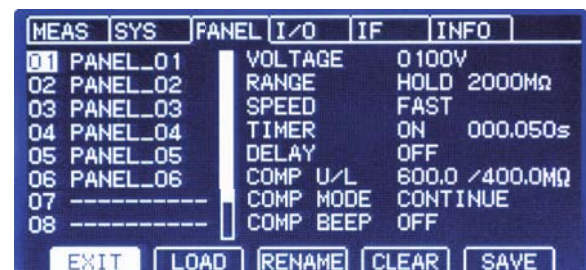 MEAS SYS PANEL I/O IF INFO
01 PANEL_01 VOLTAGE 0100V
02 PANEL_02 RANGE HOLD 2000MΩ
03 PANEL_03 SPEED FAST
04 PANEL_04 TIMER ON 000.050s
05 PANEL_05 DELAY OFF
06 PANEL_06 COMP U/L 600.0 /400.0MΩ
07 ---------- COMP MODE CONTINUE
08 ---------- COMP BEEP OFF
EXIT LOAD RENAME CLEAR SAVE